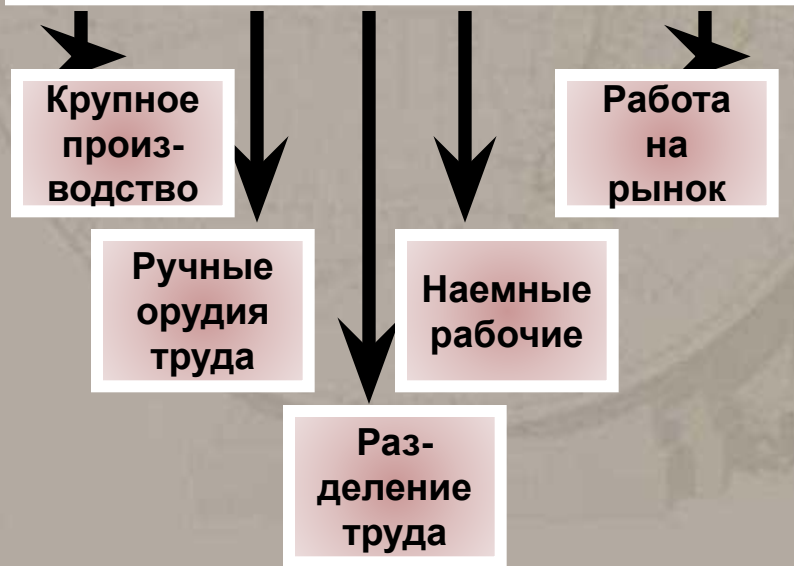 Крупное
произ-
водство
Работа
на
рынок
Ручные
орудия
труда
Наемные
рабочие
Раз-
деление
труда